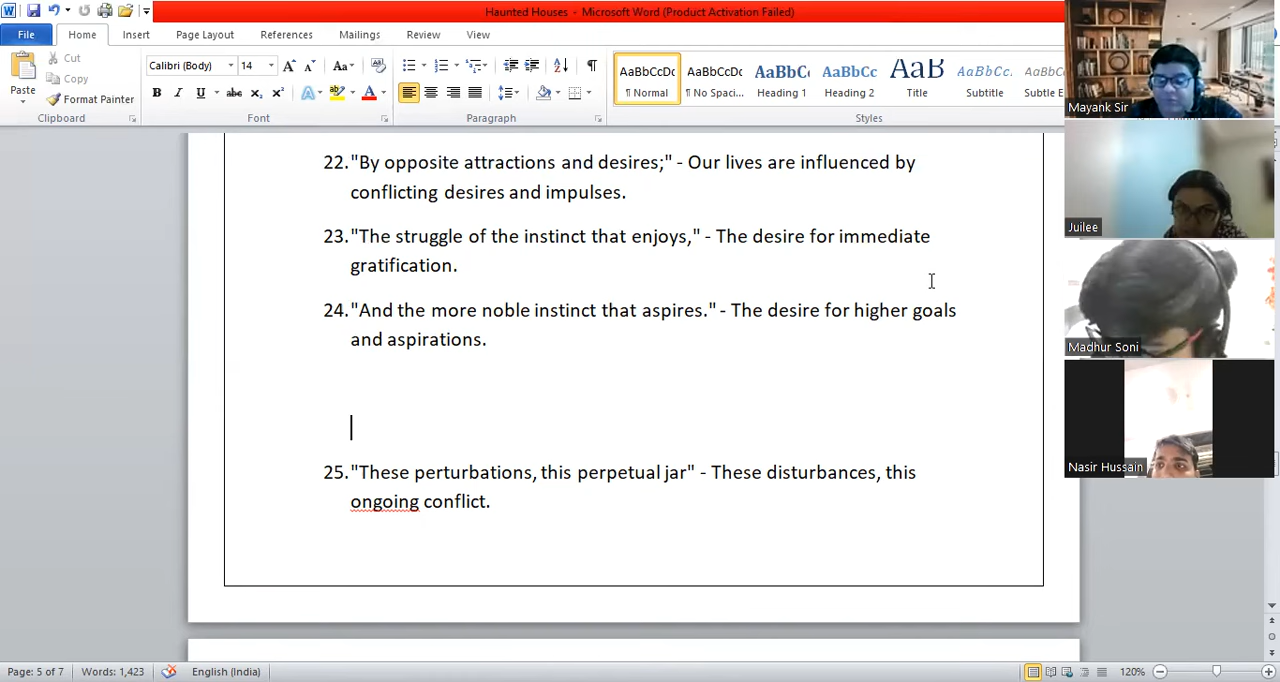 Haunted Houses - Microsoft Word (Product Activation Failed)
File Home Insert Page Layout References Mailings Review View
Cut
Copy
Format Painter
Paste
Clipboard
Calibri (Body) 14
Font
Paragraph
AaBbCcDc AaBbCcDc AaBbC AaBbCc AaB AaBbCc. AaBbCc
¶ Normal ¶ No Spaci... Heading 1 Heading 2 Title Subtitle Subtle E
Styles
22. "By opposite attractions and desires;" - Our lives are influenced by
conflicting desires and impulses.
23. "The struggle of the instinct that enjoys," - The desire for immediate
gratification.
24. "And the more noble instinct that aspires." - The desire for higher goals
and aspirations.
25. "These perturbations, this perpetual jar" - These disturbances, this
ongoing conflict.
Mayank Sir
Juilee
Madhur Soni
Nasir Hussain
Page: 5 of 7 Words: 1,423 English (India) 120%